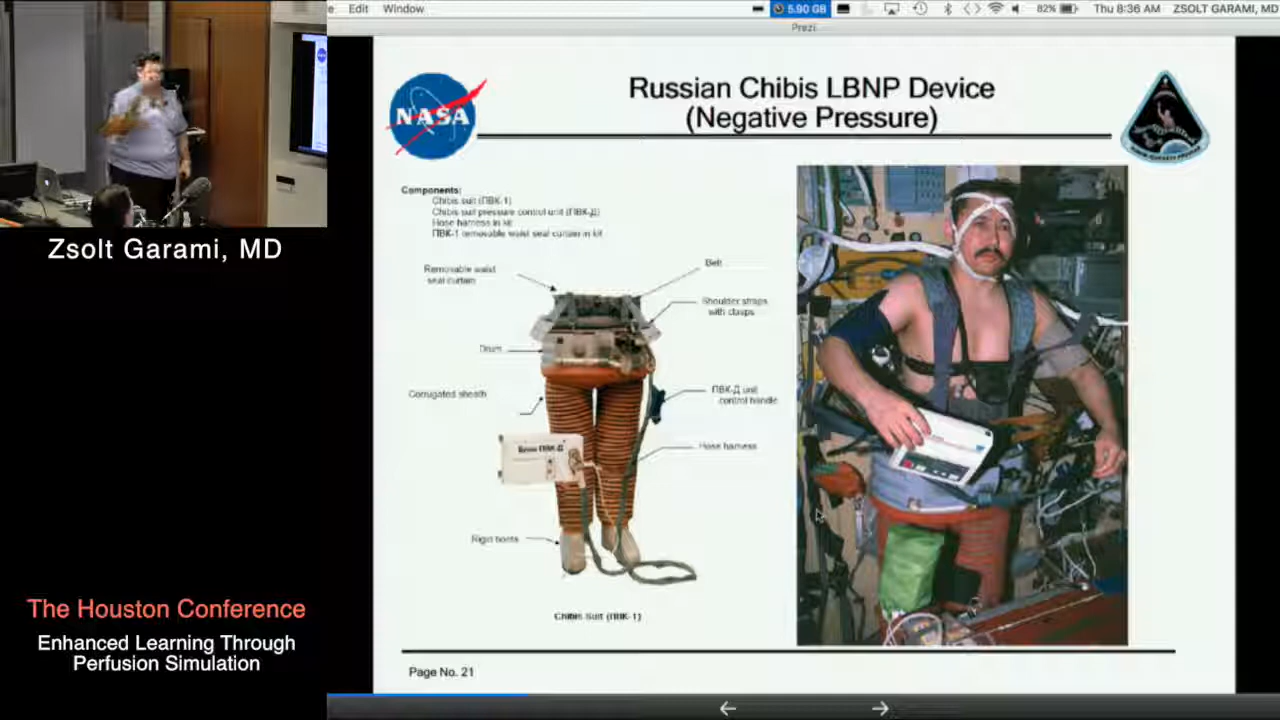 Edit Window
5.90 GB
82%
Thu 8:36 AM
ZSOLT GARAMI, MD
Prezi
NASA
Russian Chibis LBNP Device
(Negative Pressure)
Components:
Chibis suit (ПВК-1)
Chibis suit pressure control unit (ПВК-Д)
Hose harness in kit
ПВК-1 removable waist seal curtain in kit
Removable waist
seal curtain
Belt
Shoulder straps
with clasps
Drum
Corrugated sheath
ПВК-Д unit
control handle
Блок ПВК-Д
Hose harness
Rigid boots
Chibis Suit (ПВК-1)
Page No. 21
Zsolt Garami, MD
The Houston Conference
Enhanced Learning Through
Perfusion Simulation